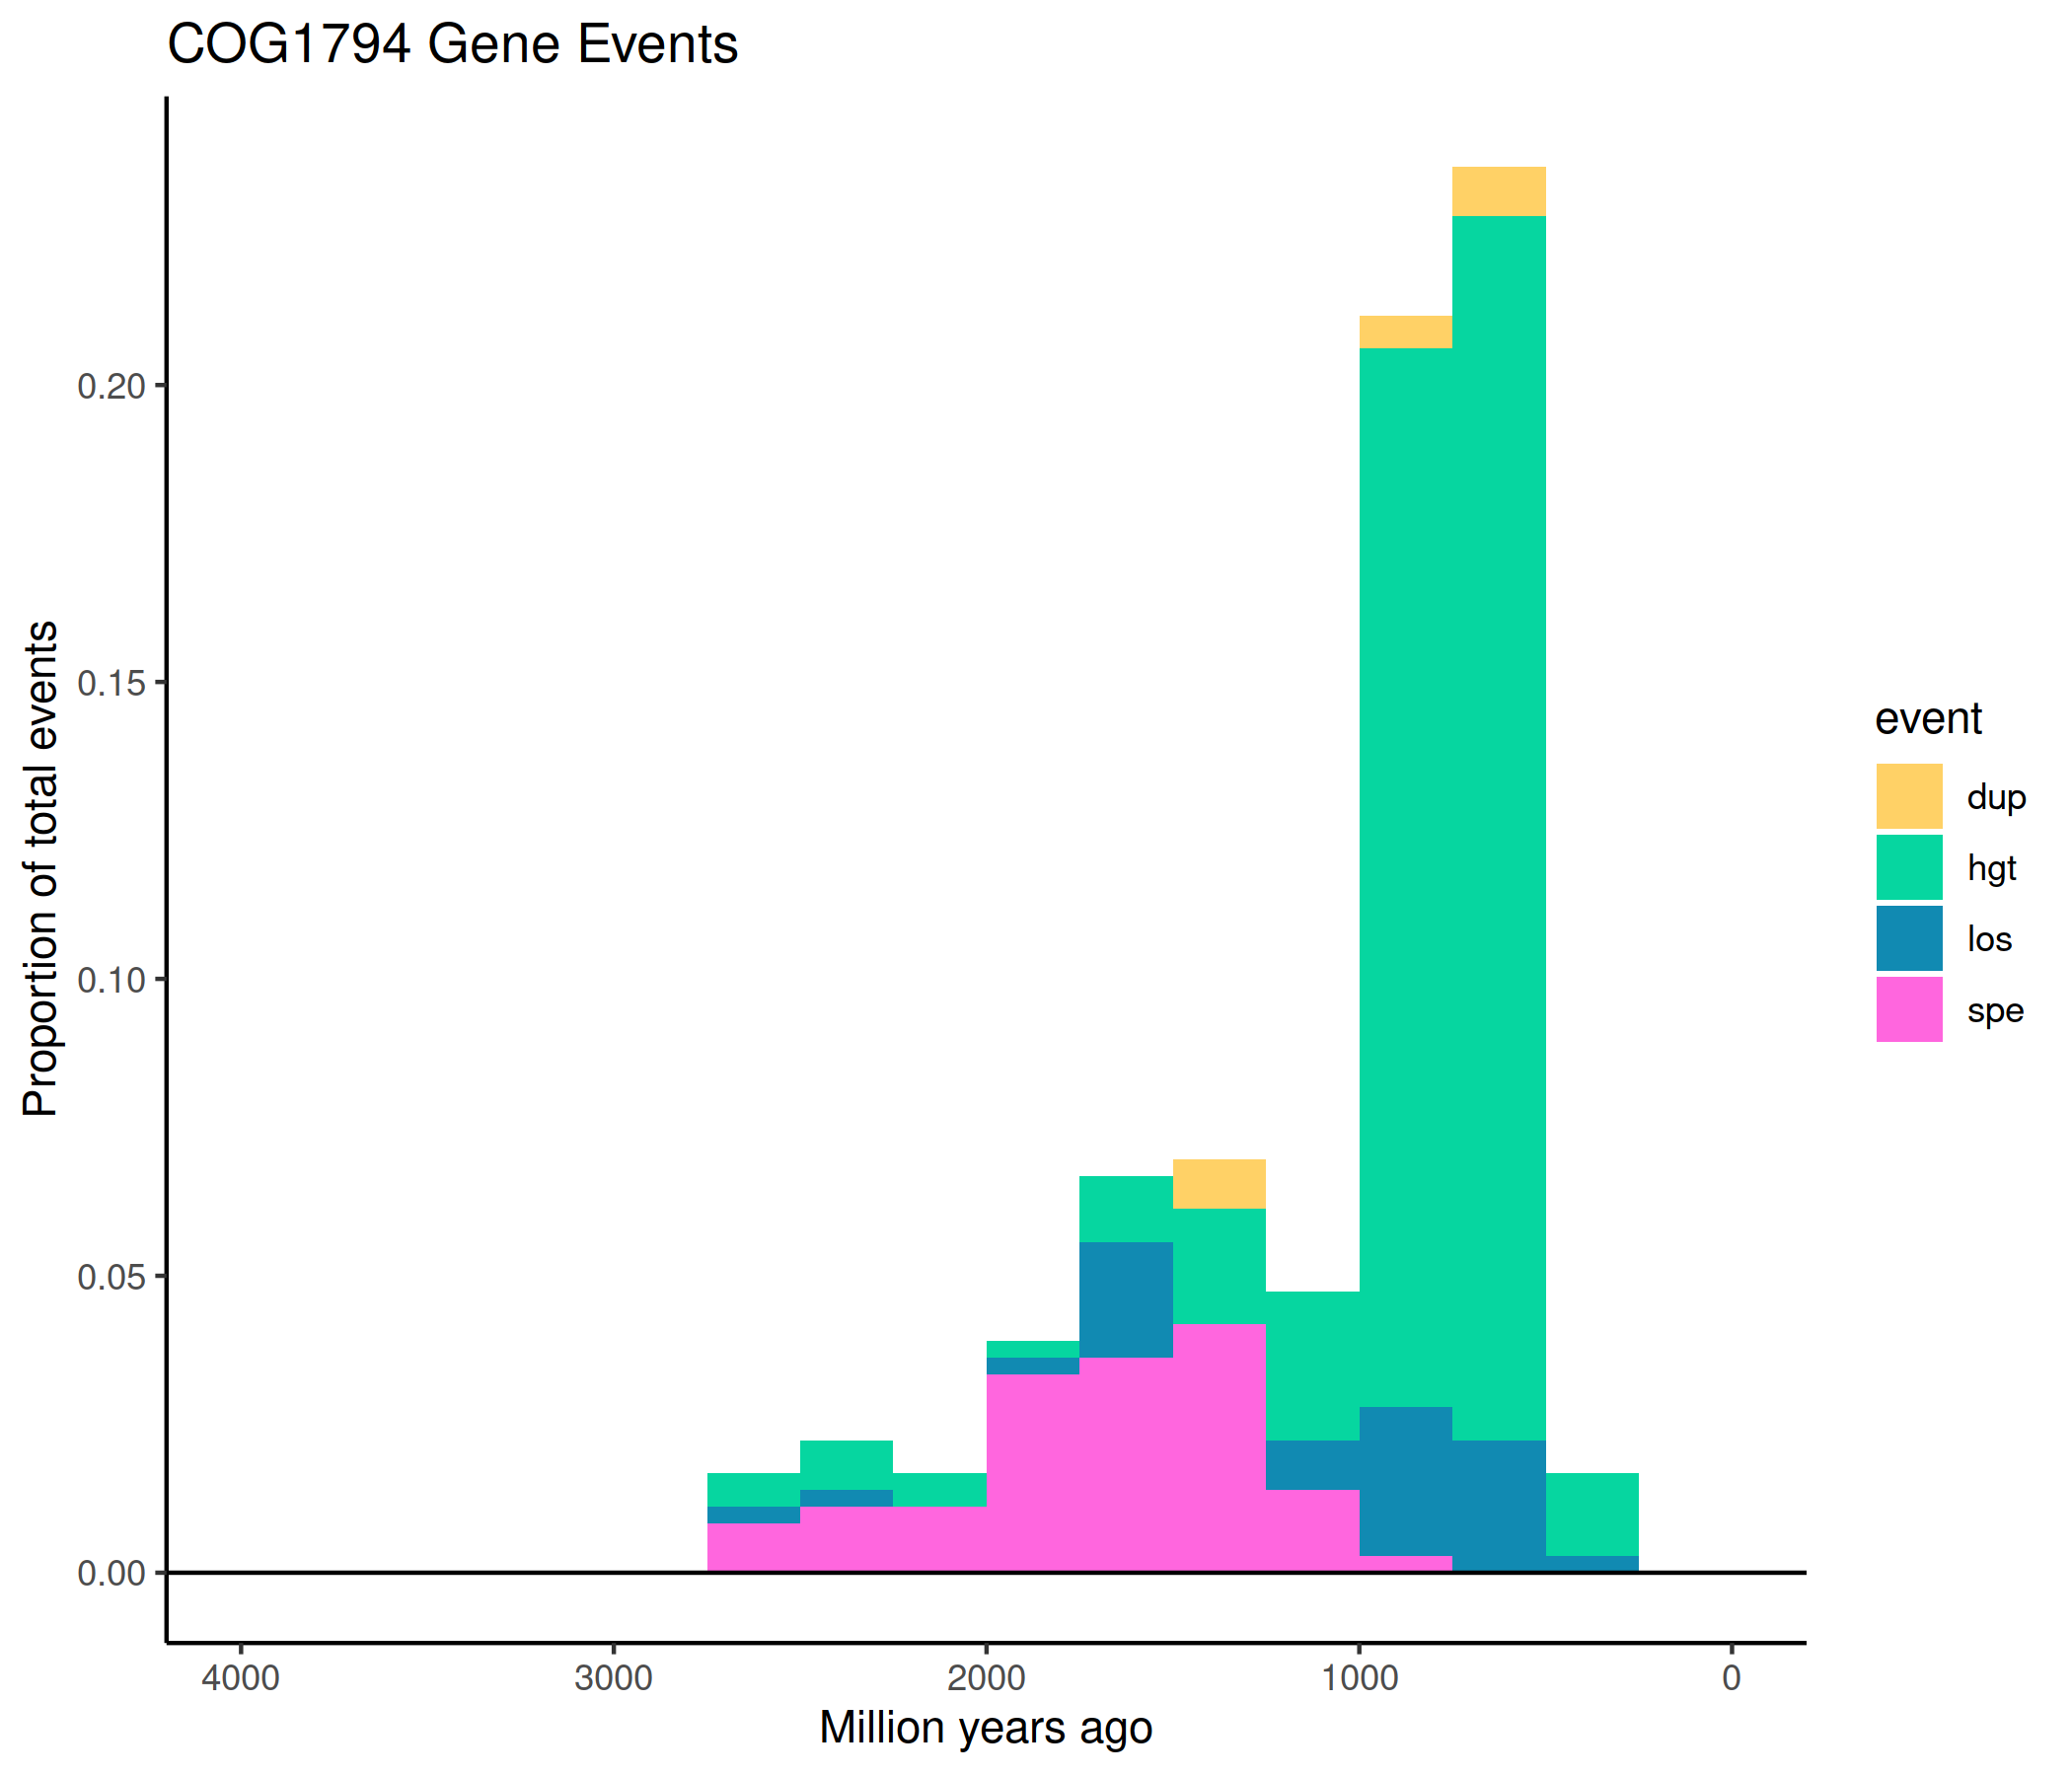 COG1794 Gene Events
Proportion of total events
0.20
0.15
0.10
0.05
0.00
4000 3000 2000 1000 0
Million years ago
event
dup
hgt
los
spe